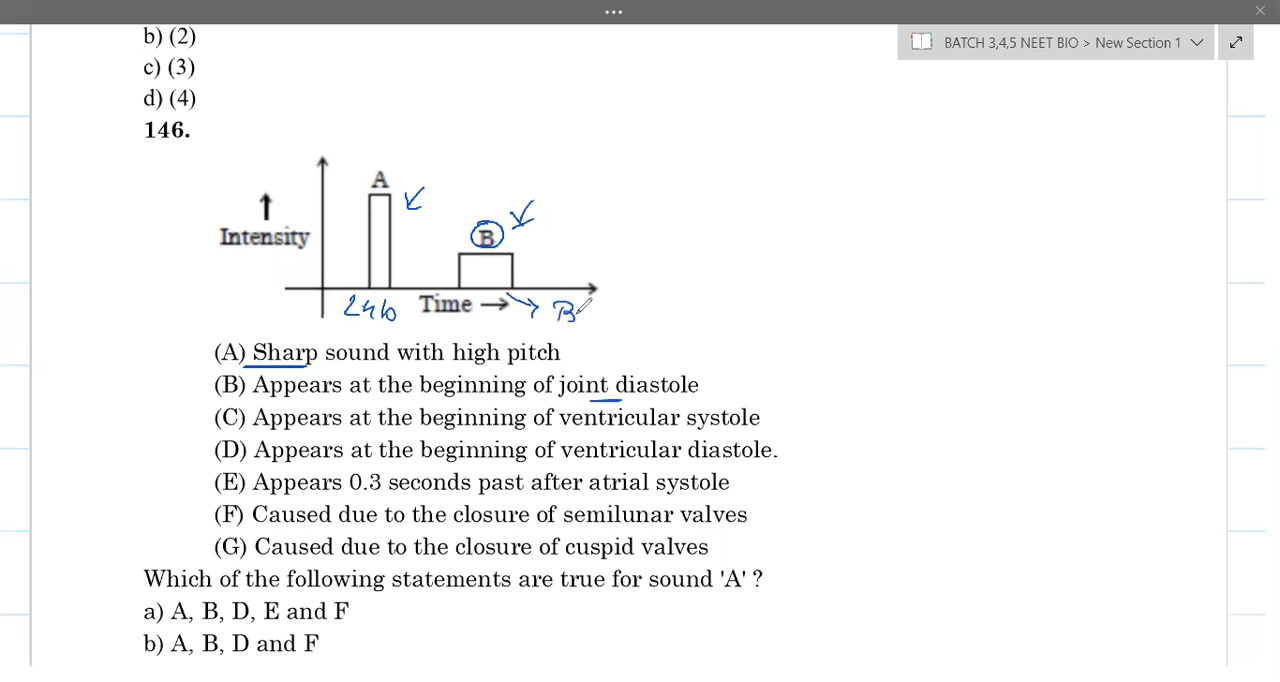 ...
BATCH 3,4,5 NEET BIO > New Section 1
b) (2)
c) (3)
d) (4)
146.
A
Intensity
B
Time
(A) Sharp sound with high pitch
(B) Appears at the beginning of joint diastole
(C) Appears at the beginning of ventricular systole
(D) Appears at the beginning of ventricular diastole.
(E) Appears 0.3 seconds past after atrial systole
(F) Caused due to the closure of semilunar valves
(G) Caused due to the closure of cuspid valves
Which of the following statements are true for sound 'A' ?
a) A, B, D, E and F
b) A, B, D and F